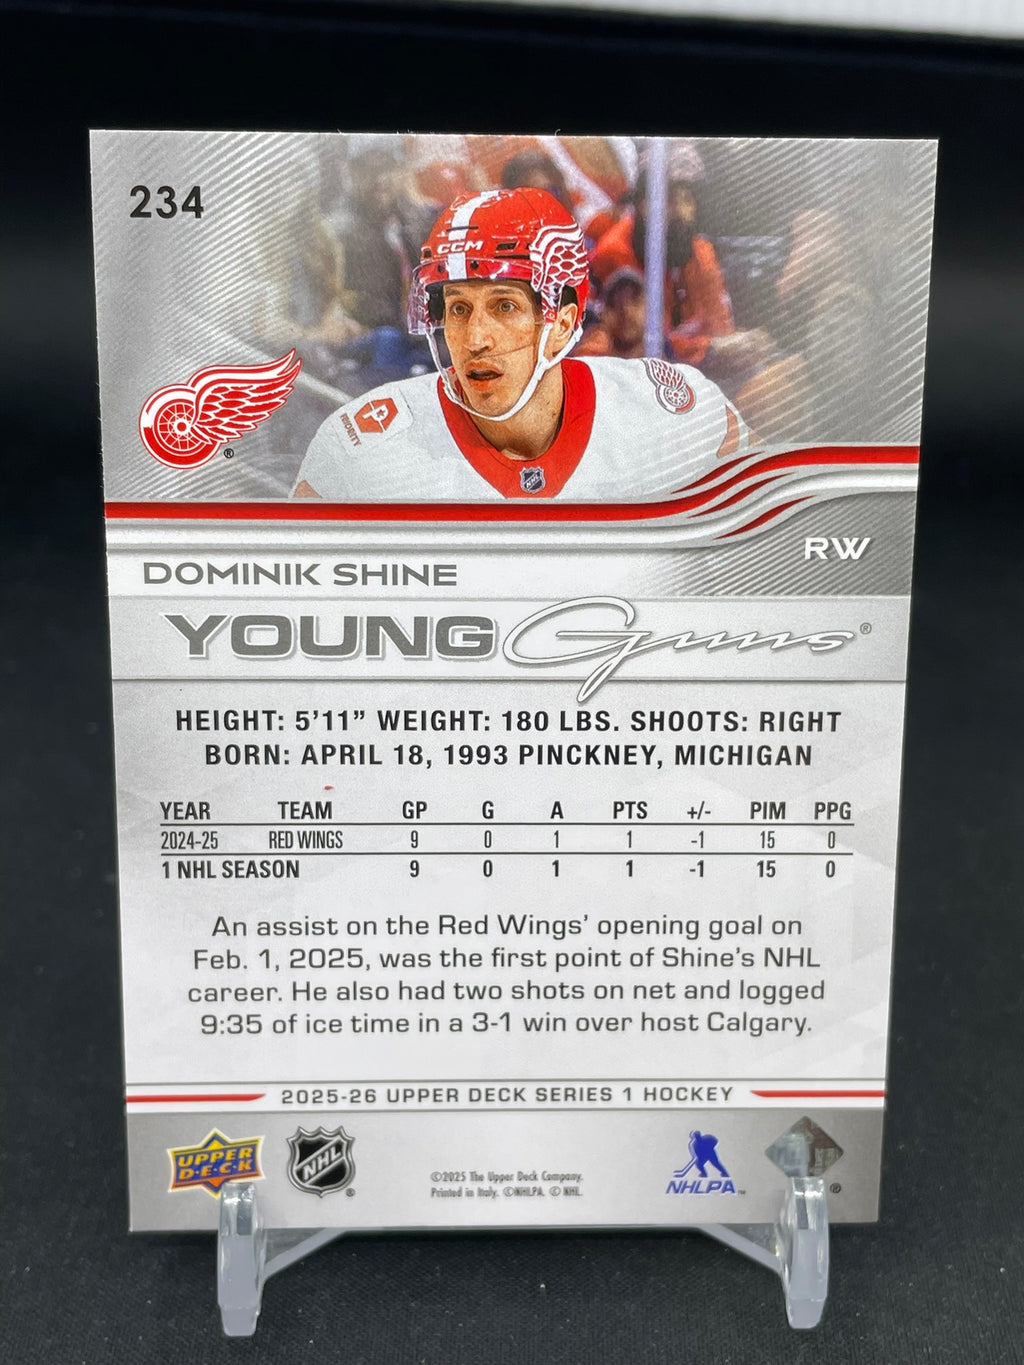 234
CCM
PRIORITY
NHL
®
RW
DOMINIK SHINE
YOUNG Guns®
HEIGHT: 5'11” WEIGHT: 180 LBS. SHOOTS: RIGHT
BORN: APRIL 18, 1993 PINCKNEY, MICHIGAN
YEAR TEAM GP G A PTS +/- PIM PPG
2024-25 RED WINGS 9 0 1 1 -1 15 0
1 NHL SEASON 9 0 1 1 -1 15 0
An assist on the Red Wings’ opening goal on
Feb. 1, 2025, was the first point of Shine’s NHL
career. He also had two shots on net and logged
9:35 of ice time in a 3-1 win over host Calgary.
2025-26 UPPER DECK SERIES 1 HOCKEY
UPPER
D·E·C·K
NHL
®
©2025 The Upper Deck Company.
Printed in Italy. ©NHLPA. © NHL.
NHLPA™
®